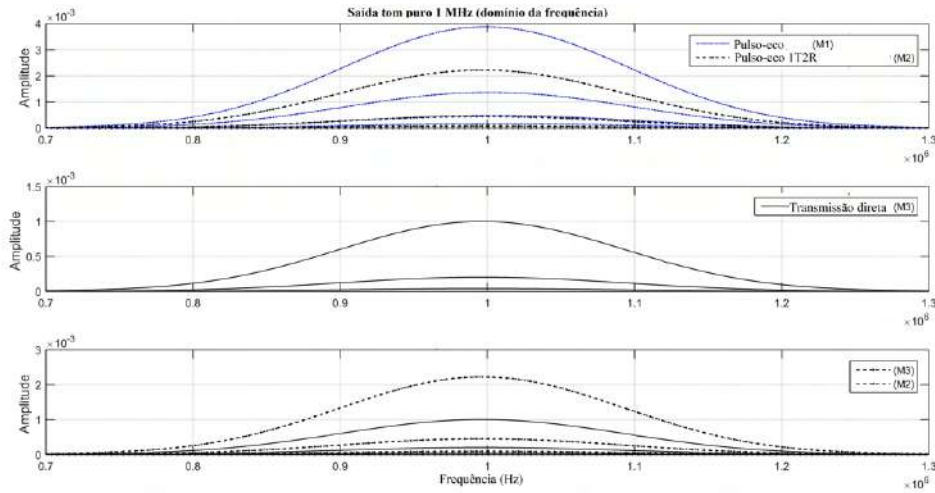 Saída tom puro 1 MHz (domínio da frequência)
×10⁻³
4
3
2
1
0
Amplitude
Pulso-eco (M1)
Pulso-eco 1T2R (M2)
0.7 0.8 0.9 1 1.1 1.2 1.3
×10⁶
×10⁻³
1.5
1
0.5
0
Amplitude
Transmissão direta (M3)
0.7 0.8 0.9 1 1.1 1.2 1.3
×10⁶
×10⁻³
3
2
1
0
Amplitude
(M3)
(M2)
0.7 0.8 0.9 1 1.1 1.2 1.3
×10⁶
Frequência (Hz)